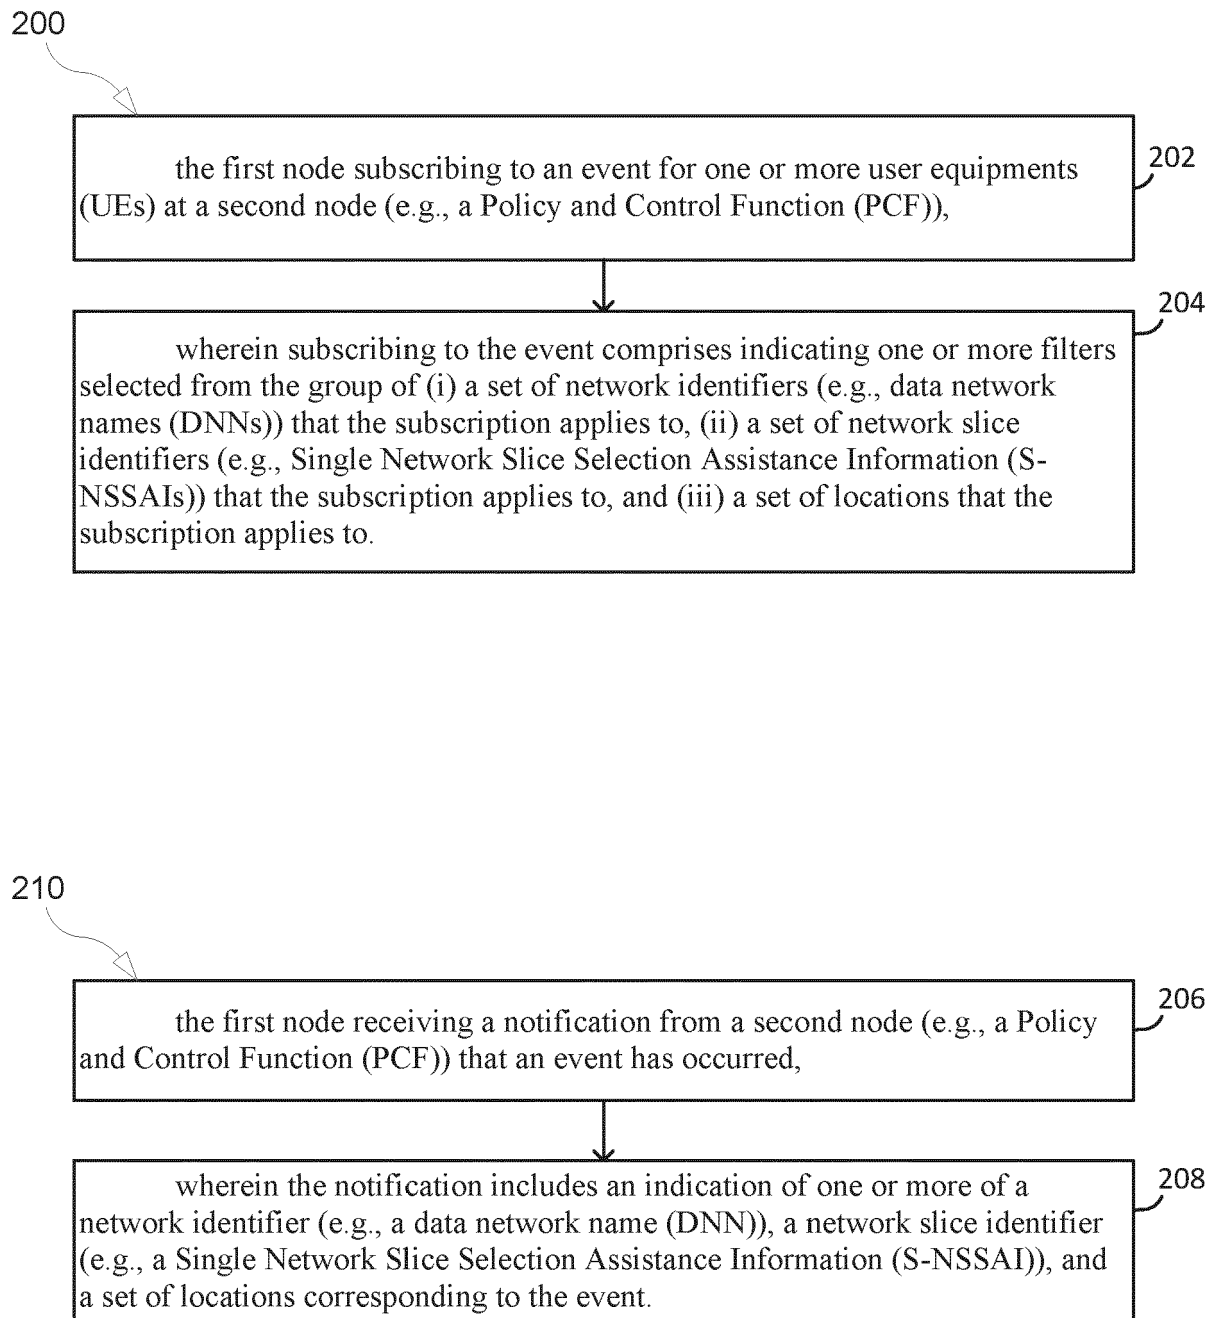 200
202
the first node subscribing to an event for one or more user equipments
(UEs) at a second node (e.g., a Policy and Control Function (PCF)),
204
wherein subscribing to the event comprises indicating one or more filters
selected from the group of (i) a set of network identifiers (e.g., data network
names (DNNs)) that the subscription applies to, (ii) a set of network slice
identifiers (e.g., Single Network Slice Selection Assistance Information (S-
NSSAIs)) that the subscription applies to, and (iii) a set of locations that the
subscription applies to.
210
206
the first node receiving a notification from a second node (e.g., a Policy
and Control Function (PCF)) that an event has occurred,
208
wherein the notification includes an indication of one or more of a
network identifier (e.g., a data network name (DNN)), a network slice identifier
(e.g., a Single Network Slice Selection Assistance Information (S-NSSAI)), and
a set of locations corresponding to the event.